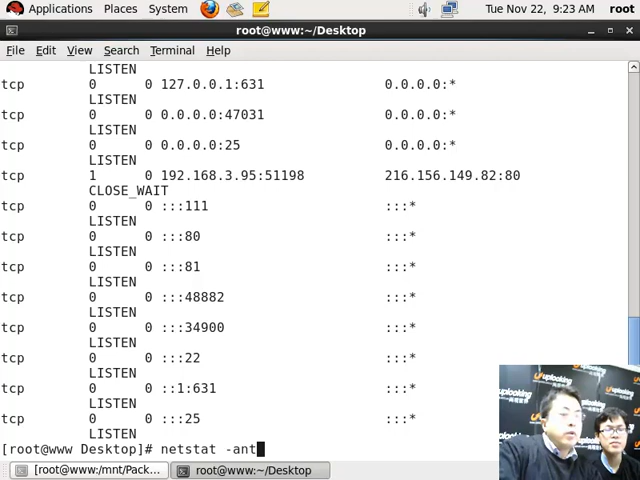 Applications Places System Tue Nov 22, 9:23 AM root
root@www:~/Desktop
File Edit View Search Terminal Help
LISTEN
tcp 0 0 127.0.0.1:631 0.0.0.0:*
LISTEN
tcp 0 0 0.0.0.0:47031 0.0.0.0:*
LISTEN
tcp 0 0 0.0.0.0:25 0.0.0.0:*
LISTEN
tcp 1 0 192.168.3.95:51198 216.156.149.82:80
CLOSE_WAIT
tcp 0 0 :::111 :::*
LISTEN
tcp 0 0 :::80 :::*
LISTEN
tcp 0 0 :::81 :::*
LISTEN
tcp 0 0 :::48882 :::*
LISTEN
tcp 0 0 :::34900 :::*
LISTEN
tcp 0 0 :::22 :::*
LISTEN
tcp 0 0 ::1:631 :::*
LISTEN
tcp 0 0 :::25 :::*
LISTEN
[root@www Desktop]# netstat -ant
[root@www:/mnt/Pack... root@www:~/Desktop
uplooking
uplooking